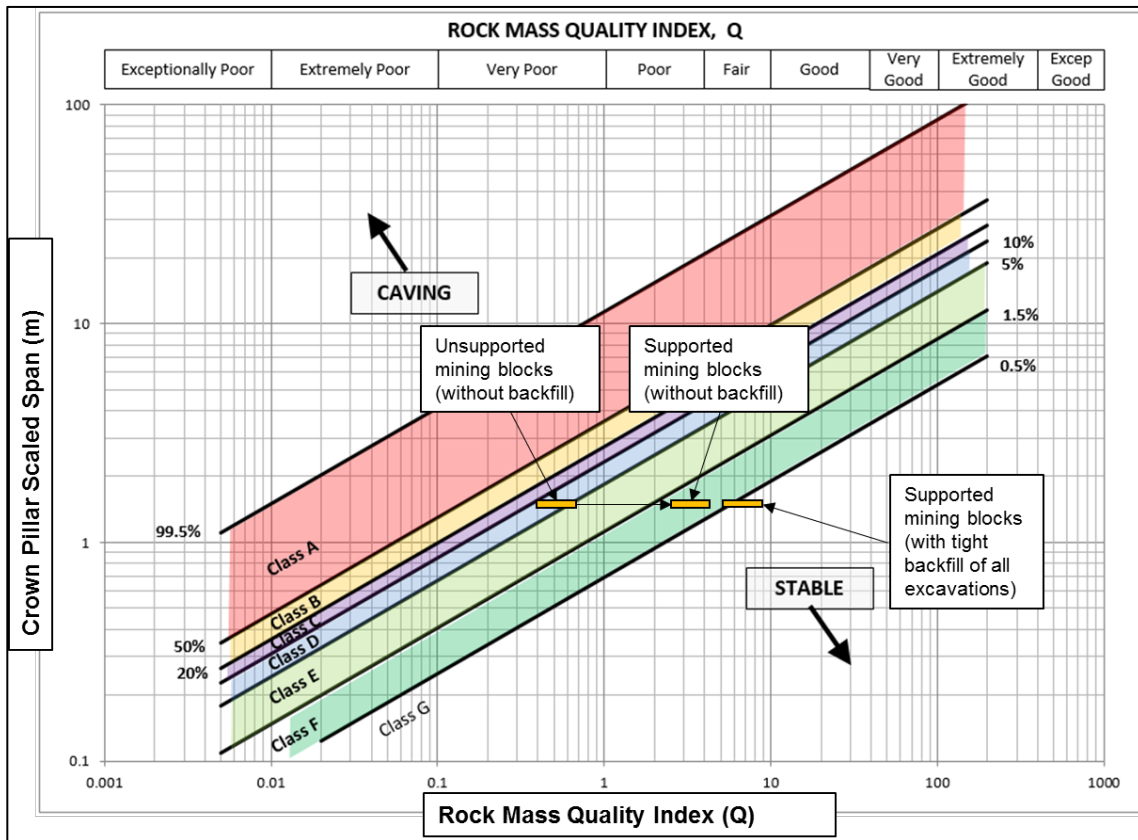 ROCK MASS QUALITY INDEX, Q
Exceptionally Poor
Extremely Poor
Very Poor
Poor
Fair
Good
Very
Good
Extremely
Good
Excep
Good
Crown Pillar Scaled Span (m)
100
10
1
0.1
CAVING
Unsupported
mining blocks
(without backfill)
Supported
mining blocks
(without backfill)
10%
5%
1.5%
0.5%
Supported
mining blocks
(with tight
backfill of all
excavations)
STABLE
99.5%
50%
20%
Class A
Class B
Class C
Class D
Class E
Class F
Class G
0.001
0.01
0.1
1
10
100
1000
Rock Mass Quality Index (Q)